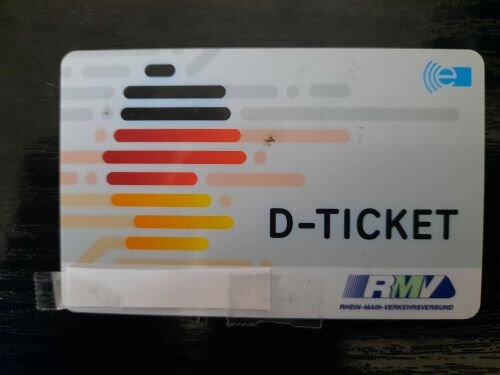 e
D-TICKET
RMV
RHEIN-MAIN-VERKEHRSVERBUND